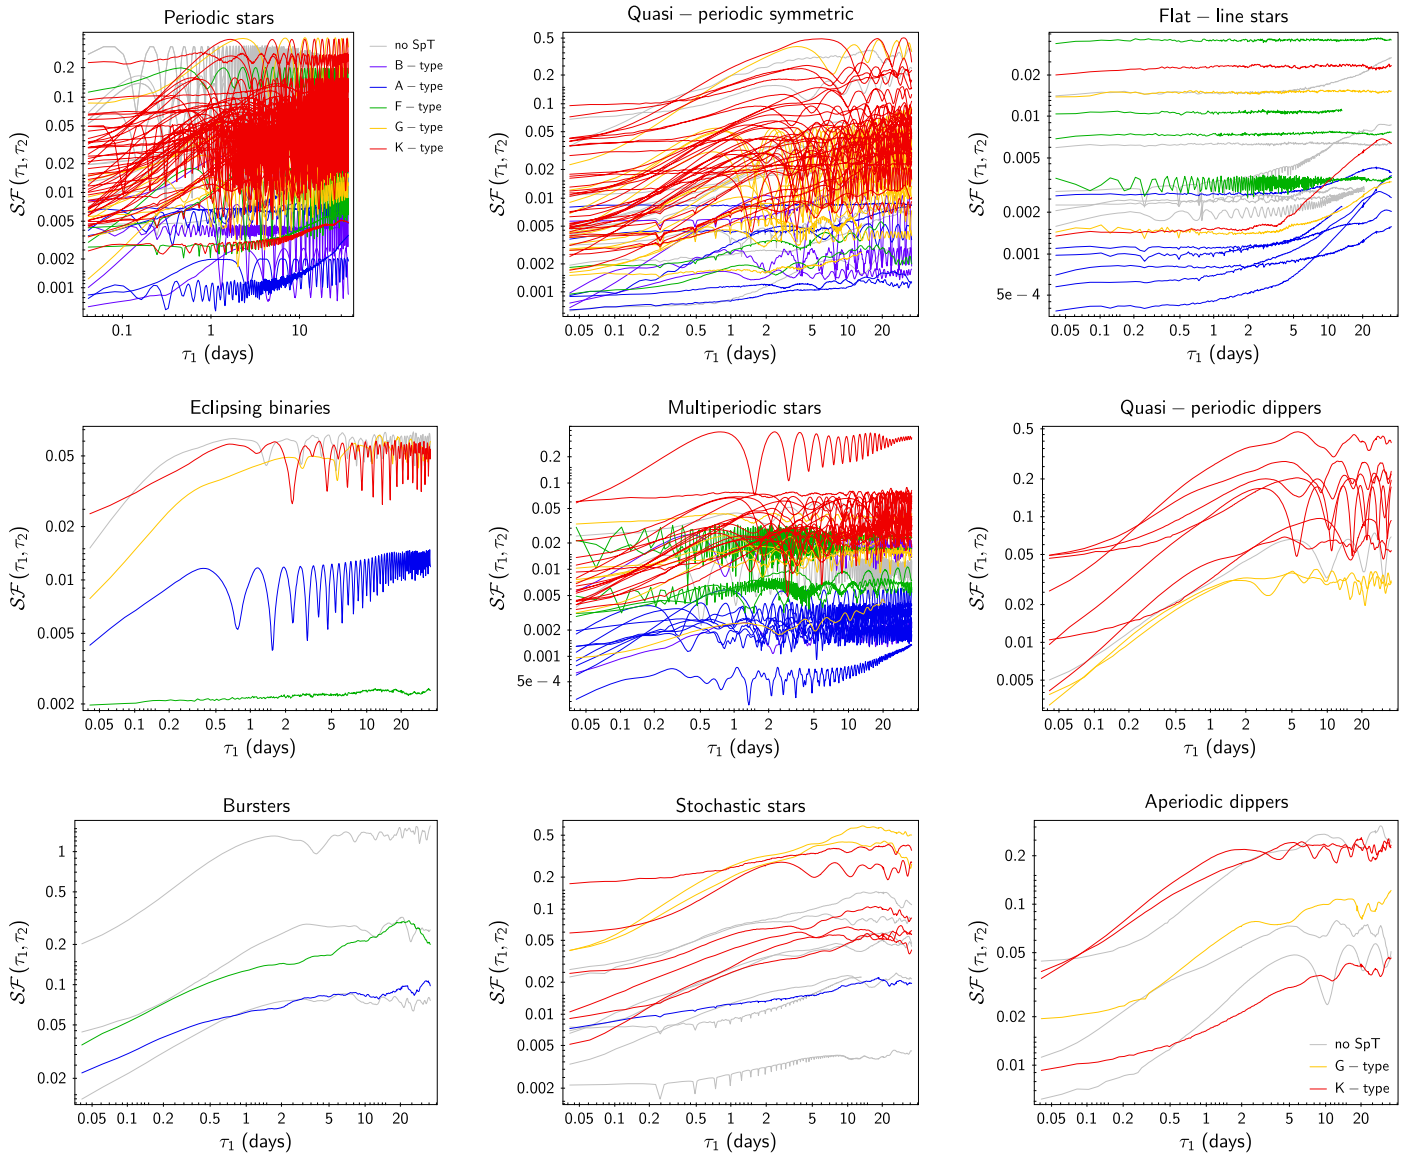 Periodic stars
0.2
0.1
0.05
0.02
0.01
0.005
0.002
0.001
SF(τ1, τ2)
0.1 1 10
τ1 (days)
no SpT
B − type
A − type
F − type
G − type
K − type
Quasi − periodic symmetric
0.5
0.2
0.1
0.05
0.02
0.01
0.005
0.002
0.001
SF(τ1, τ2)
0.05 0.1 0.2 0.5 1 2 5 10 20
τ1 (days)
Flat − line stars
0.02
0.01
0.005
0.002
0.001
5e − 4
SF(τ1, τ2)
0.05 0.1 0.2 0.5 1 2 5 10 20
τ1 (days)
Eclipsing binaries
0.05
0.02
0.01
0.005
0.002
SF(τ1, τ2)
0.05 0.1 0.2 0.5 1 2 5 10 20
τ1 (days)
Multiperiodic stars
0.2
0.1
0.05
0.02
0.01
0.005
0.002
0.001
5e − 4
SF(τ1, τ2)
0.05 0.1 0.2 0.5 1 2 5 10 20
τ1 (days)
Quasi − periodic dippers
0.5
0.2
0.1
0.05
0.02
0.01
0.005
SF(τ1, τ2)
0.05 0.1 0.2 0.5 1 2 5 10 20
τ1 (days)
Bursters
1
0.5
0.2
0.1
0.05
0.02
SF(τ1, τ2)
0.05 0.1 0.2 0.5 1 2 5 10 20
τ1 (days)
Stochastic stars
0.5
0.2
0.1
0.05
0.02
0.01
0.005
0.002
SF(τ1, τ2)
0.05 0.1 0.2 0.5 1 2 5 10 20
τ1 (days)
Aperiodic dippers
0.2
0.1
0.05
0.02
0.01
SF(τ1, τ2)
0.05 0.1 0.2 0.5 1 2 5 10 20
τ1 (days)
no SpT
G − type
K − type